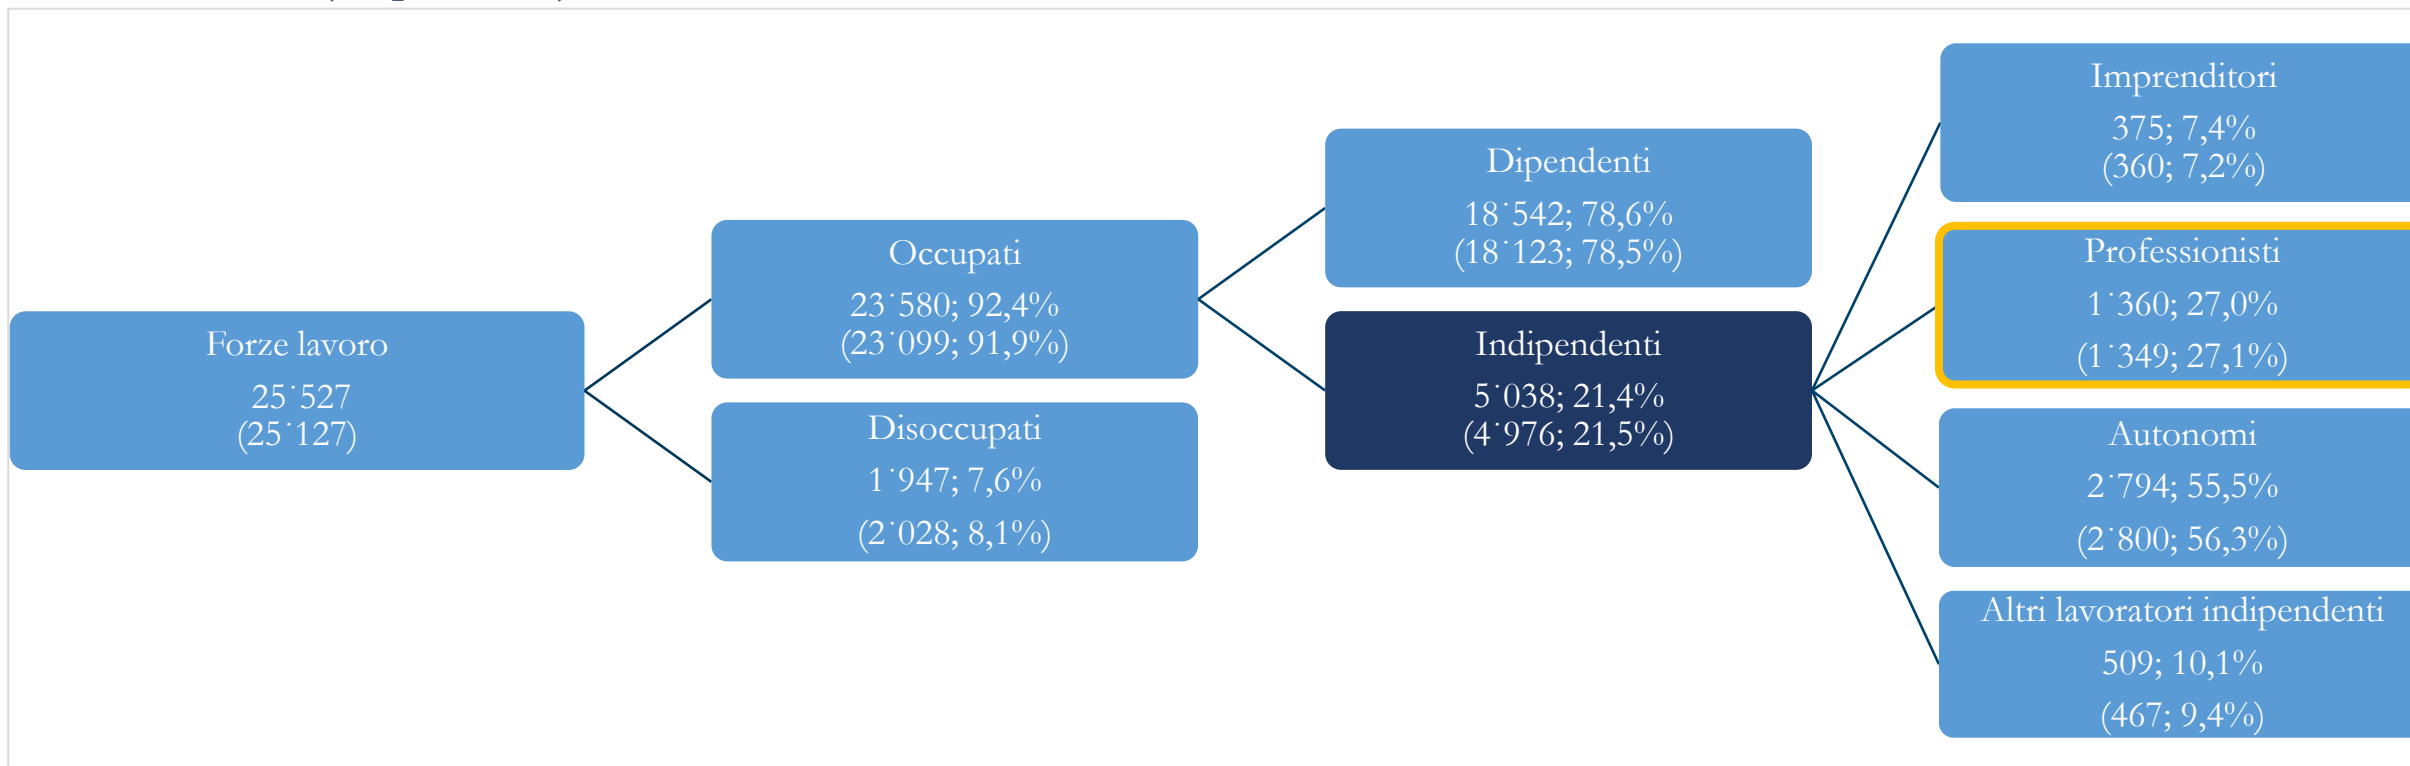 Forze lavoro
25˙527
(25˙127)
Occupati
23˙580; 92,4%
(23˙099; 91,9%)
Disoccupati
1˙947; 7,6%
(2˙028; 8,1%)
Dipendenti
18˙542; 78,6%
(18˙123; 78,5%)
Indipendenti
5˙038; 21,4%
(4˙976; 21,5%)
Imprenditori
375; 7,4%
(360; 7,2%)
Professionisti
1˙360; 27,0%
(1˙349; 27,1%)
Autonomi
2˙794; 55,5%
(2˙800; 56,3%)
Altri lavoratori indipendenti
509; 10,1%
(467; 9,4%)